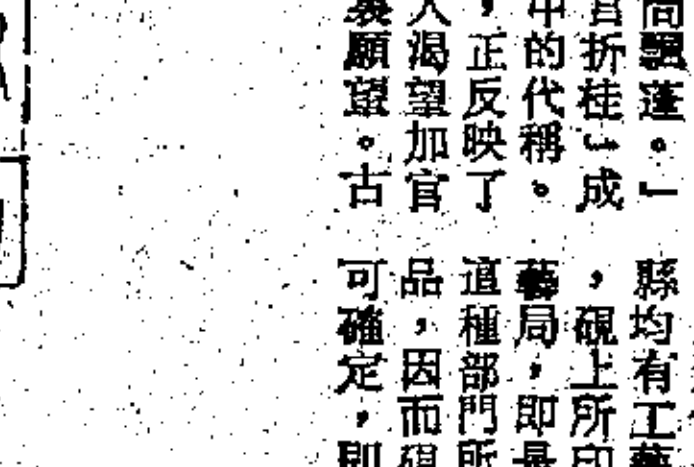 間飄蓬。」
宮折桂」成
中的代稱。
，正反映了
人渴望加官
願望。古
縣均有工藝
，硯上所印
藝局，即是
這種部門所
品，因而硯
可確定，則